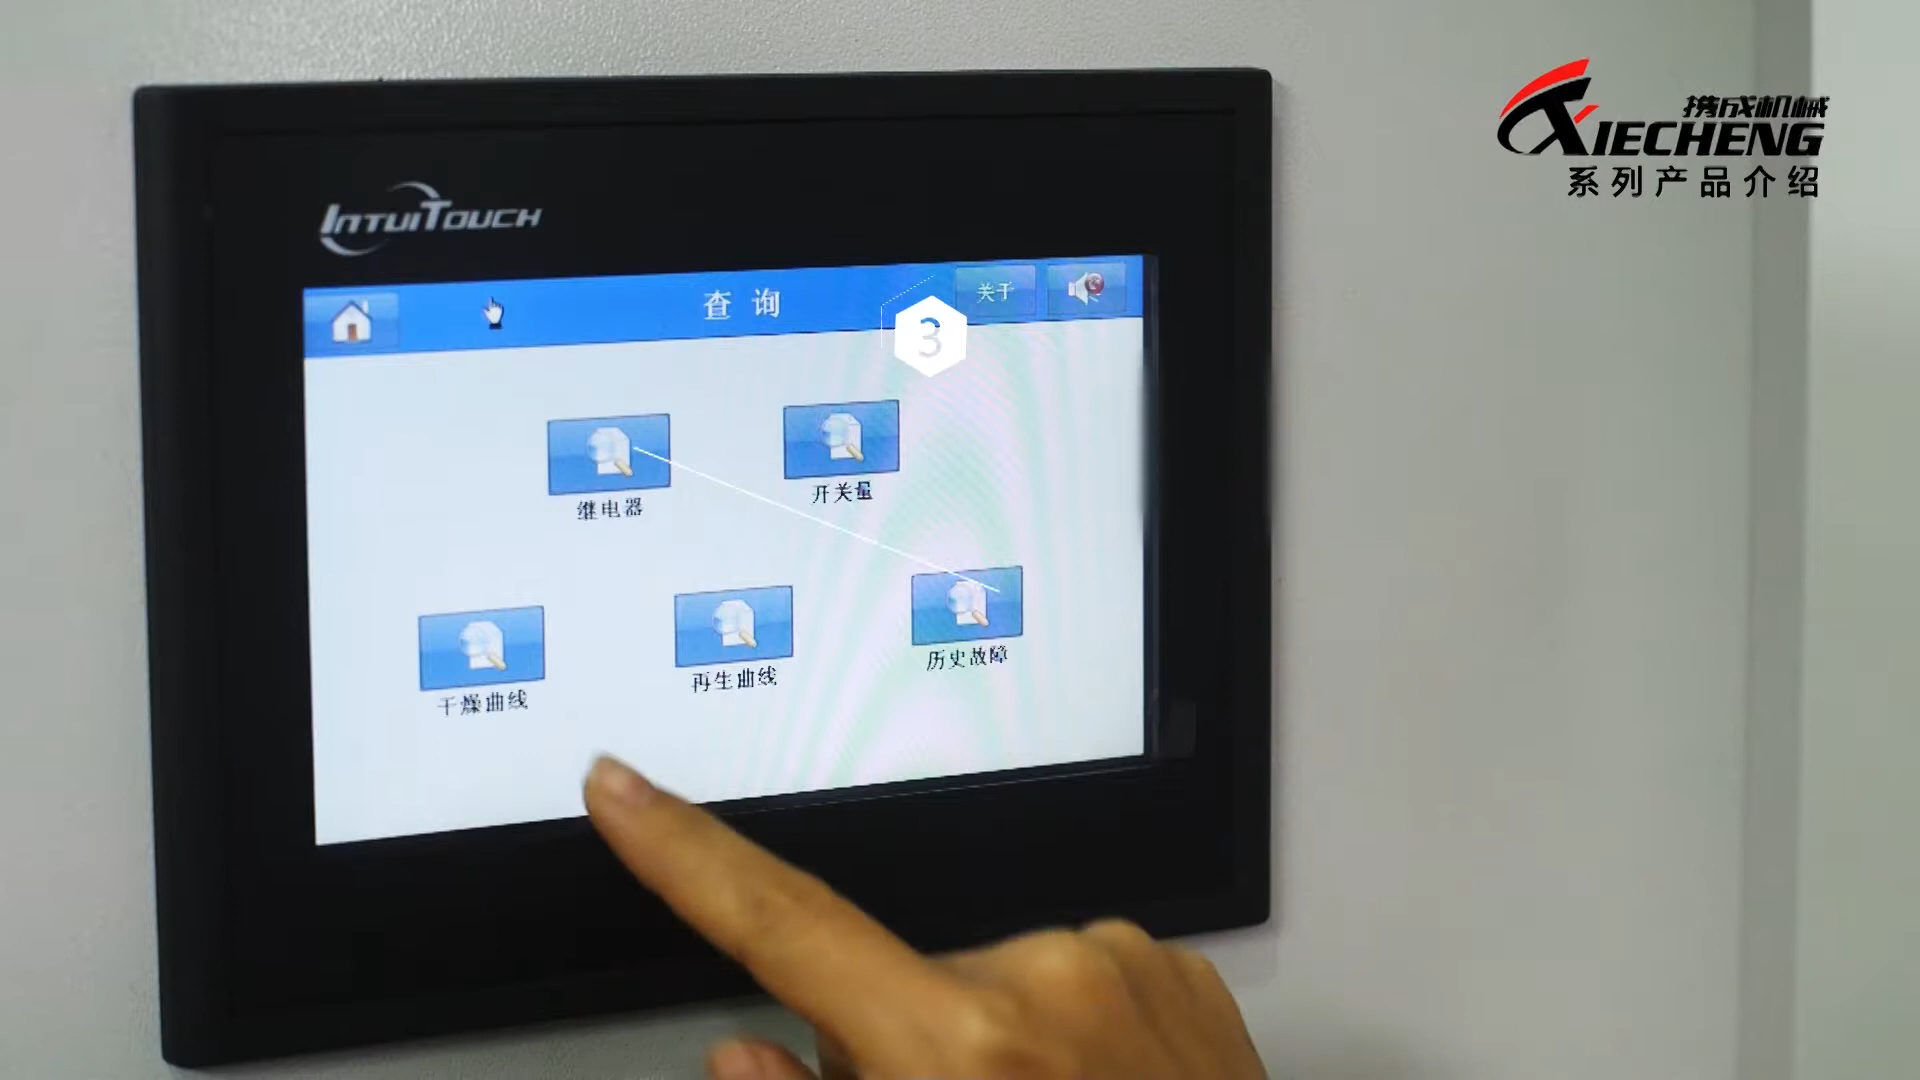 携成机械
XIECHENG
系列产品介绍
INTUITOUCH
查询
关于
3
继电器
开关量
干燥曲线
再生曲线
历史故障